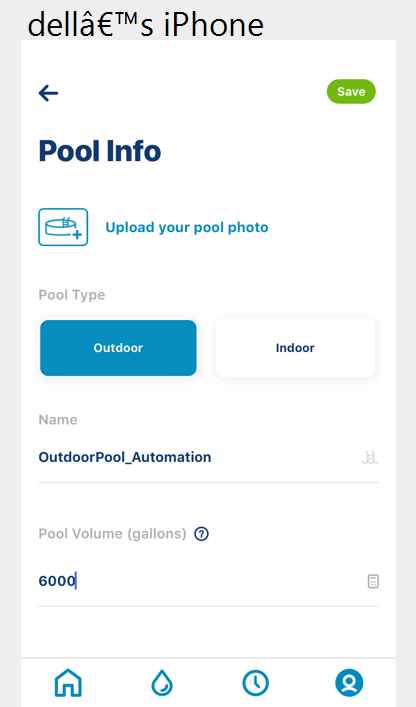 dellâ€™s iPhone
Save
Pool Info
Upload your pool photo
Pool Type
Outdoor
Indoor
Name
OutdoorPool_Automation
Pool Volume (gallons) ?
6000